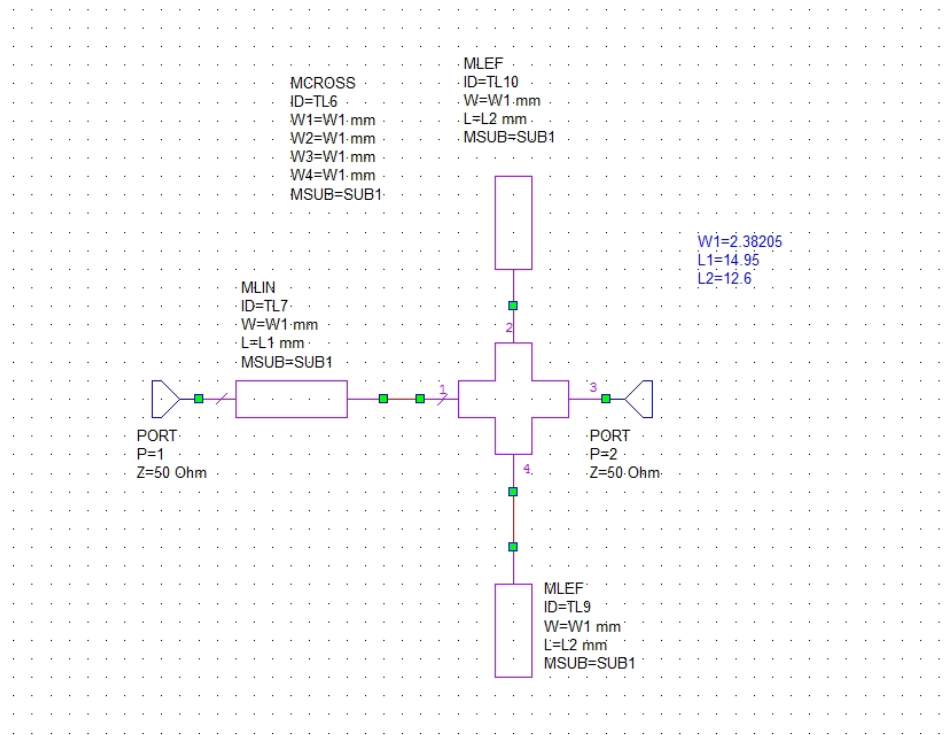 MLEF
ID=TL10
W=W1 mm
L=L2 mm
MSUB=SUB1
MCROSS
ID=TL6
W1=W1 mm
W2=W1 mm
W3=W1 mm
W4=W1 mm
MSUB=SUB1
W1=2.38205
L1=14.95
L2=12.6
MLIN
ID=TL7
W=W1 mm
L=L1 mm
MSUB=SUB1
2
1
3
4
PORT
P=1
Z=50 Ohm
PORT
P=2
Z=50 Ohm
MLEF
ID=TL9
W=W1 mm
L=L2 mm
MSUB=SUB1